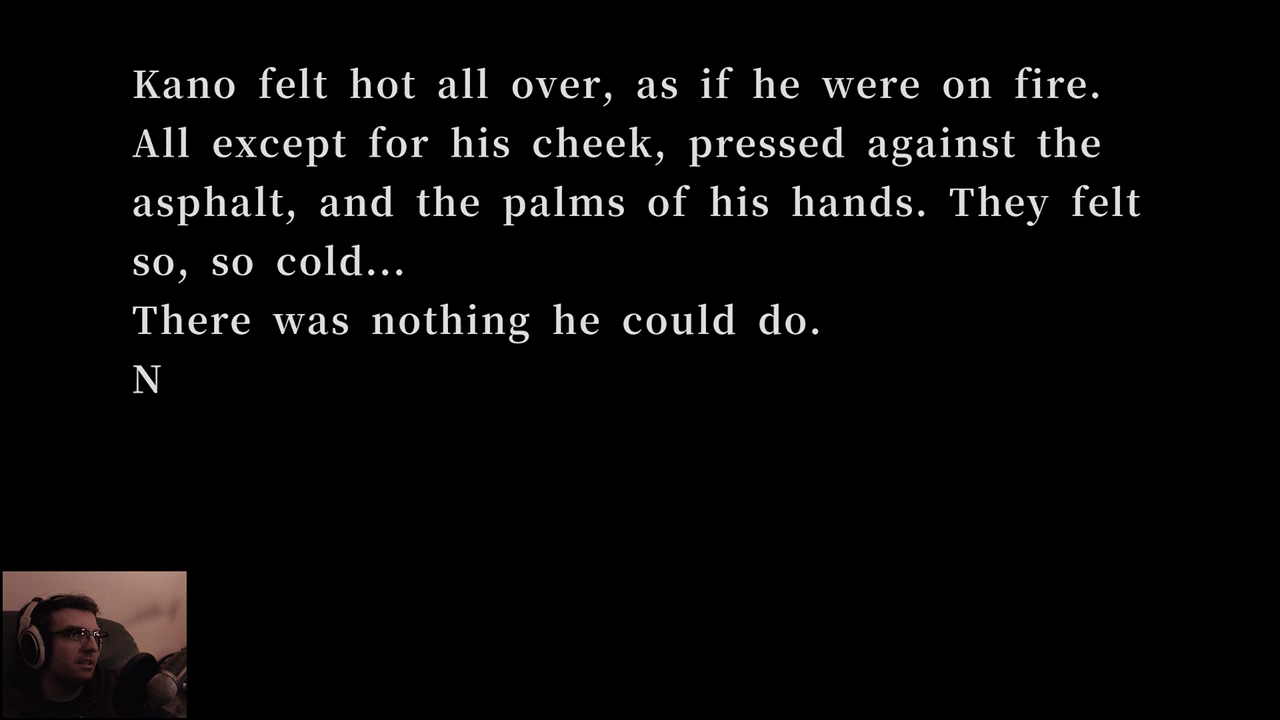 Kano felt hot all over, as if he were on fire.
All except for his cheek, pressed against the
asphalt, and the palms of his hands. They felt
so, so cold...
There was nothing he could do.
N